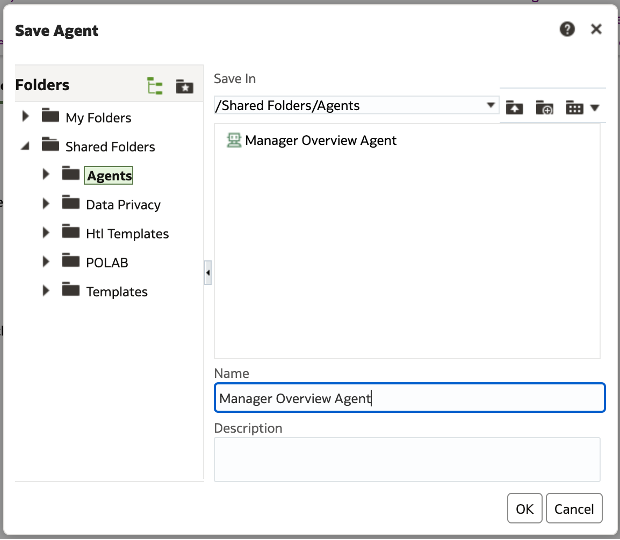 Save Agent
Folders
My Folders
Shared Folders
Agents
Data Privacy
Htl Templates
POLAB
Templates
Save In
/Shared Folders/Agents
Manager Overview Agent
Name
Manager Overview Agent
Description
OK
Cancel